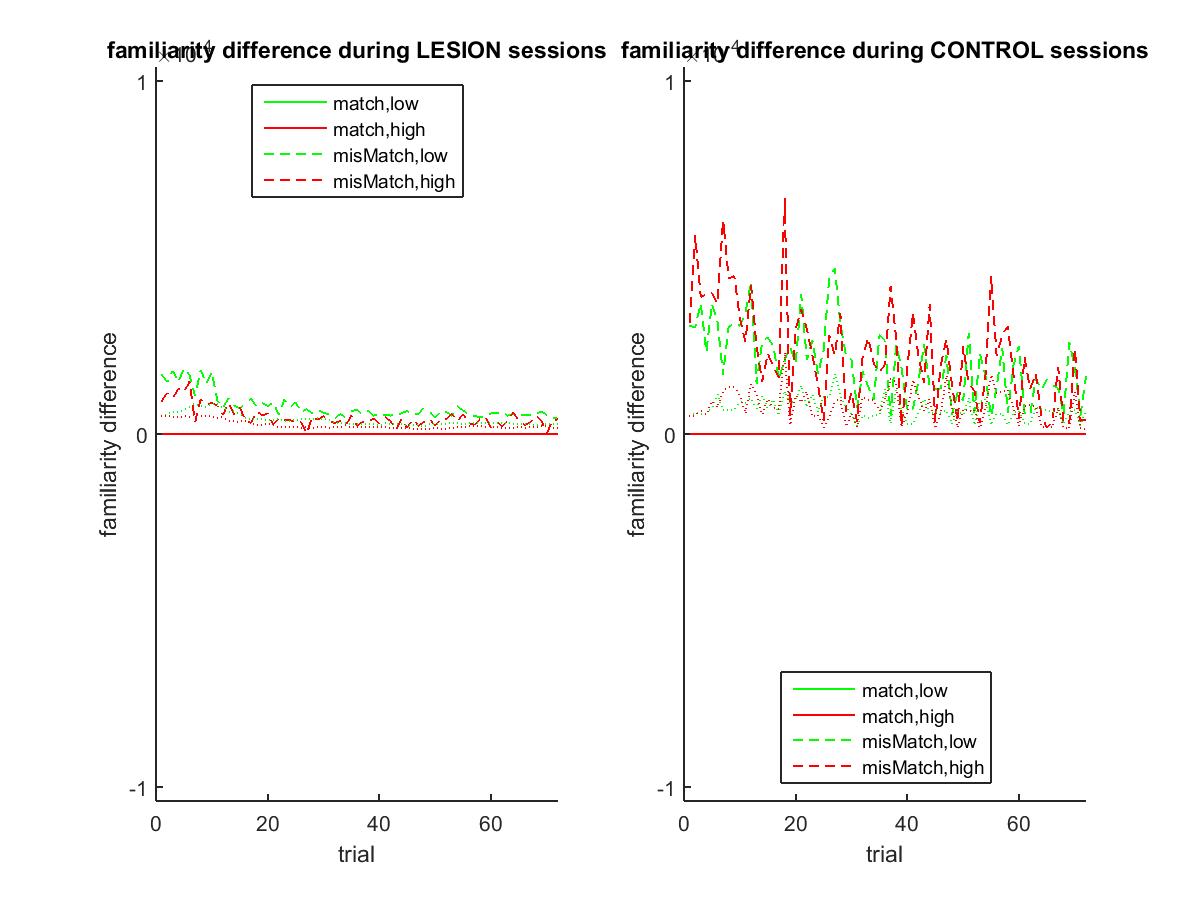 familiarity difference during LESION sessions
familiarity difference
1
0
-1
0
20
40
60
trial
match,low
match,high
misMatch,low
misMatch,high
familiarity difference during CONTROL sessions
familiarity difference
1
0
-1
0
20
40
60
trial
match,low
match,high
misMatch,low
misMatch,high